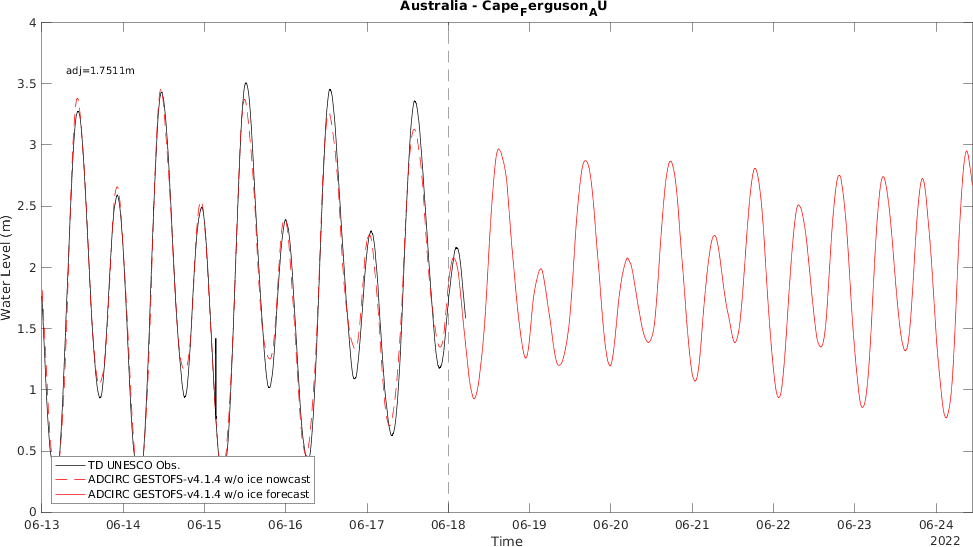 Australia - Cape_Ferguson_AU
adj=1.7511m
Water Level (m)
4
3.5
3
2.5
2
1.5
1
0.5
0
TD UNESCO Obs.
ADCIRC GESTOFS-v4.1.4 w/o ice nowcast
ADCIRC GESTOFS-v4.1.4 w/o ice forecast
06-13 06-14 06-15 06-16 06-17 06-18 06-19 06-20 06-21 06-22 06-23 06-24
Time
2022